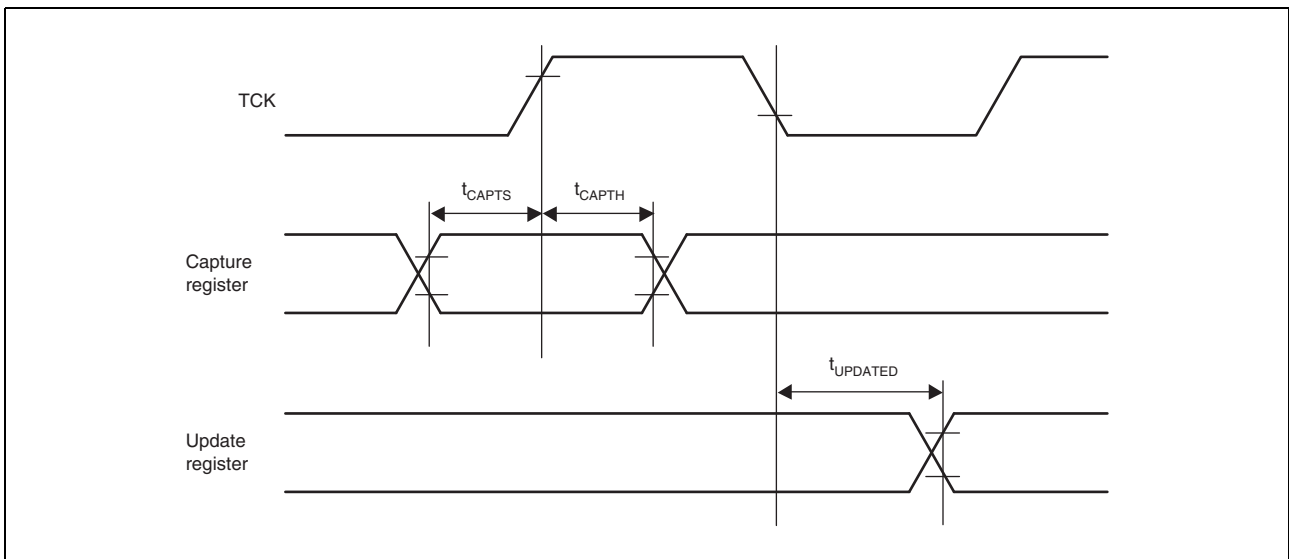 TCK
tCAPTS
tCAPTH
Capture
register
tUPDATED
Update
register